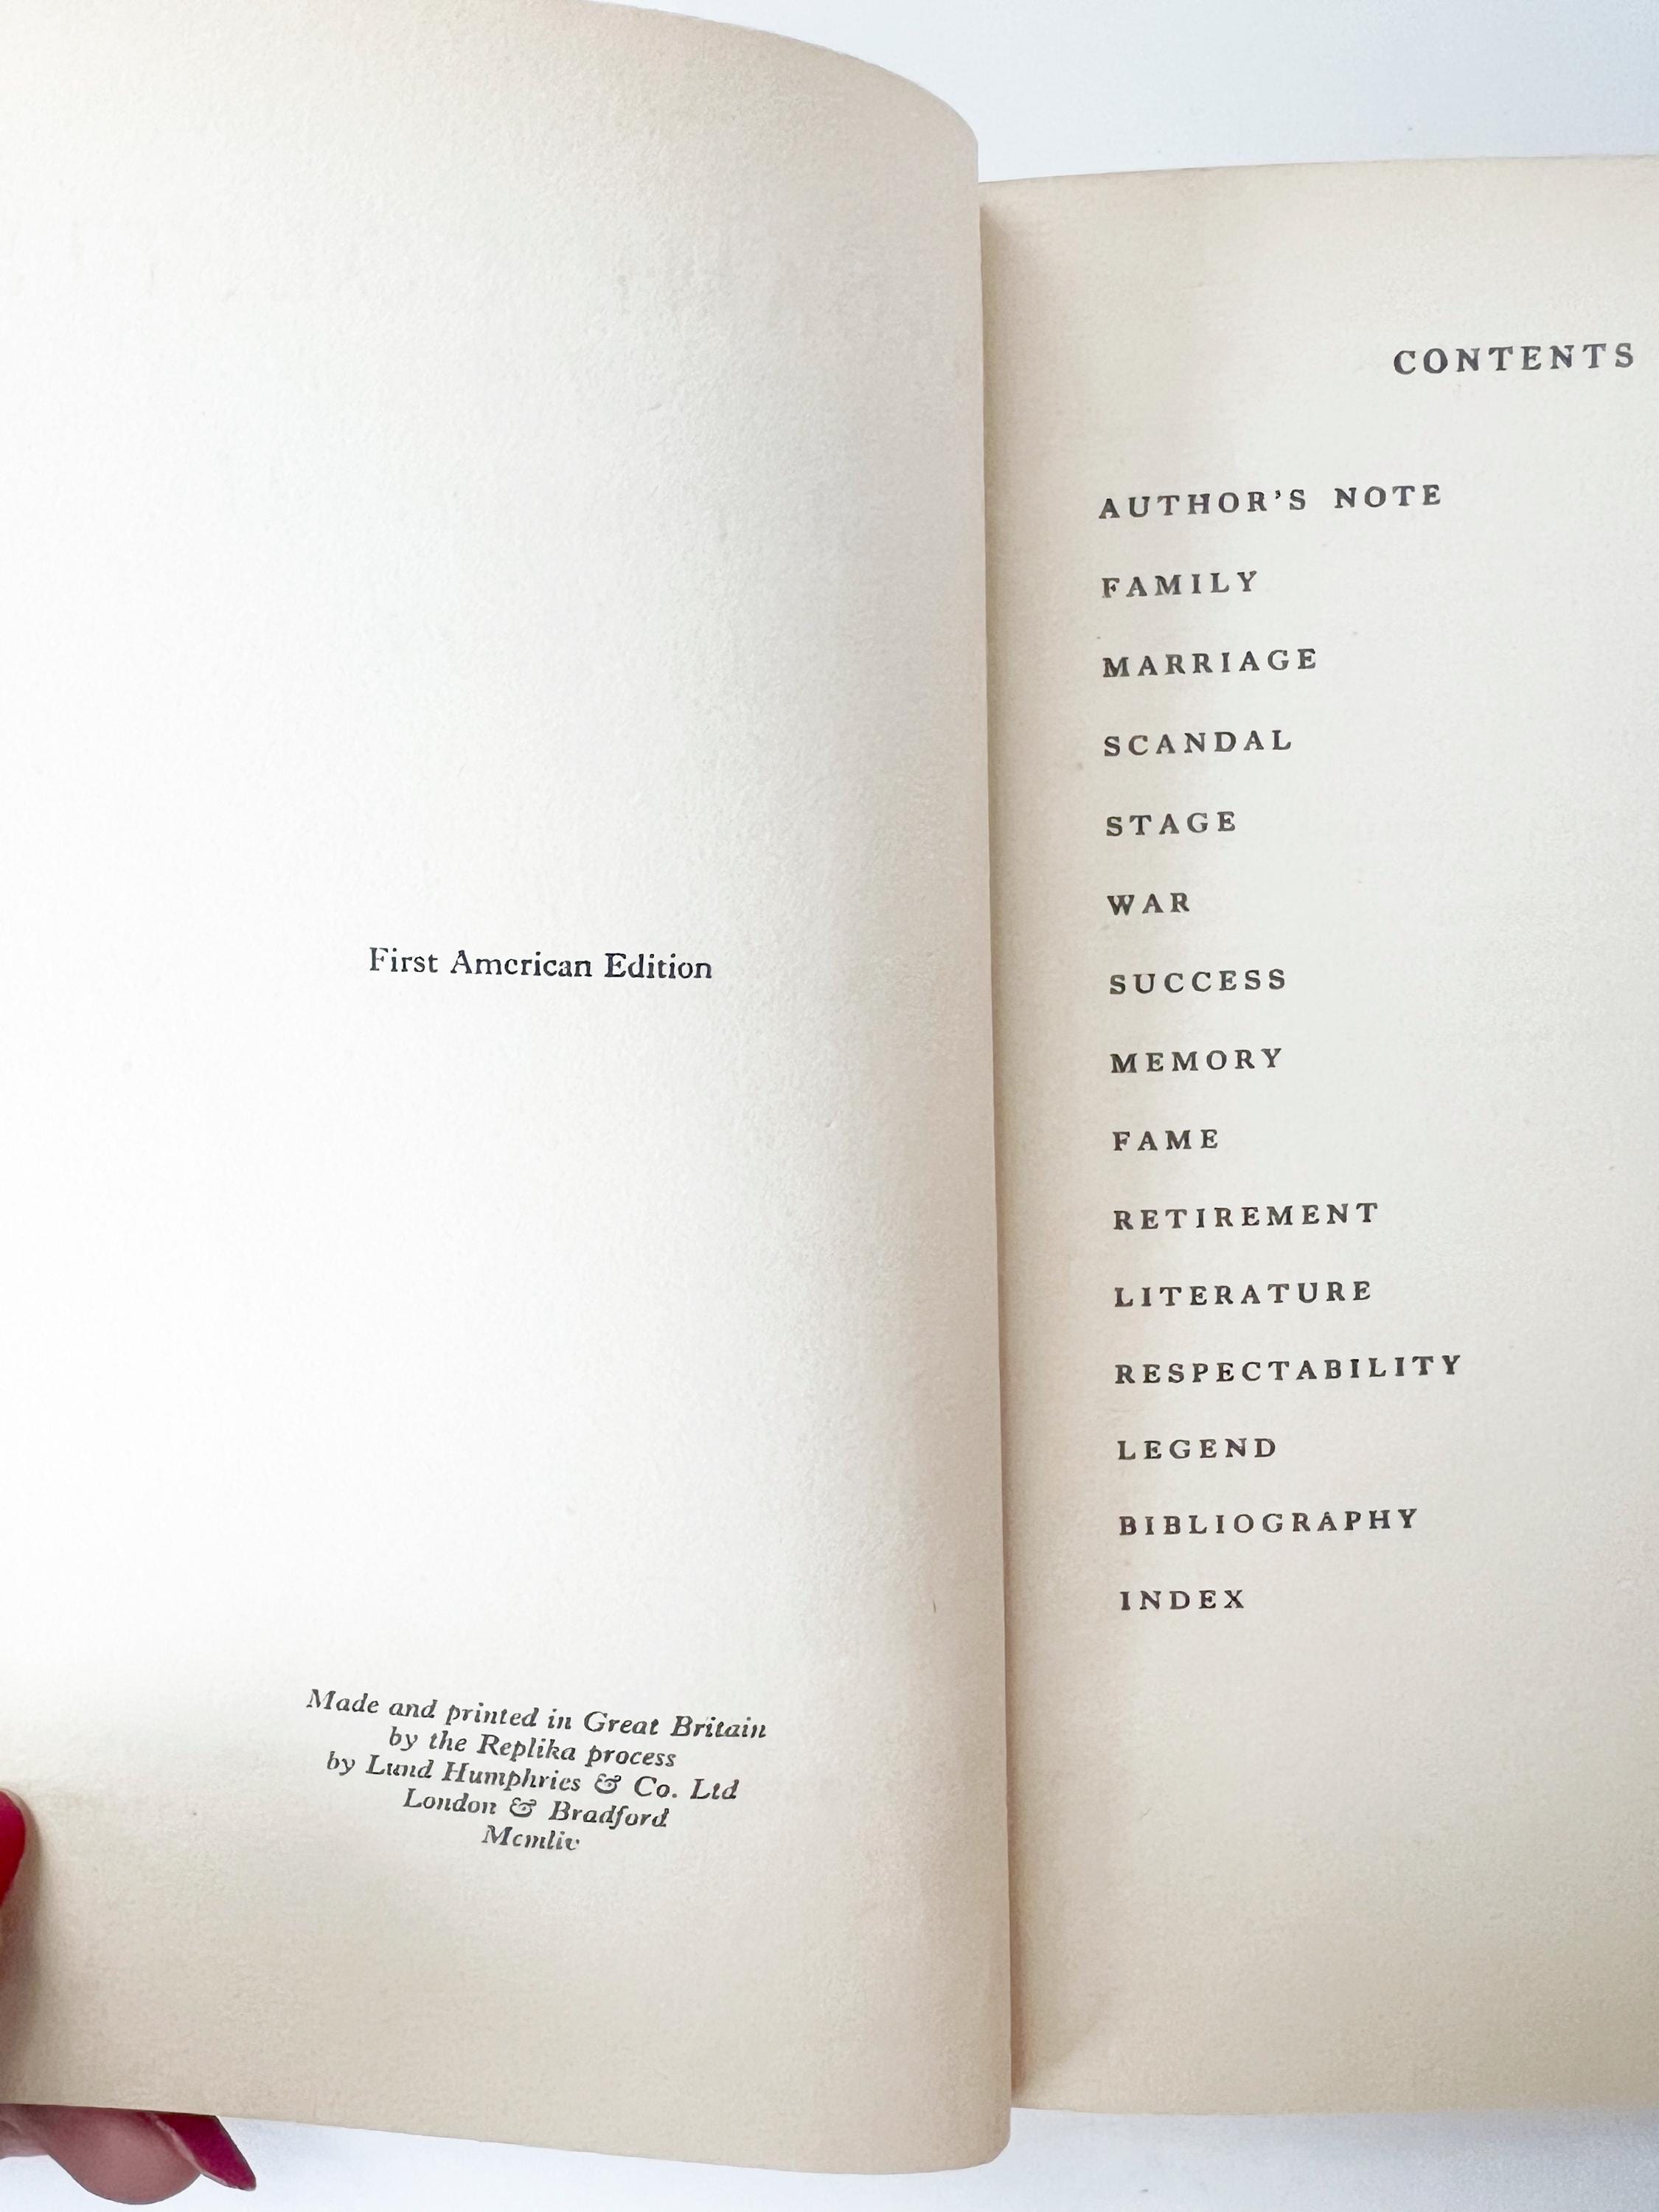 First American Edition
Made and printed in Great Britain
by the Replika process
by Lund Humphries & Co. Ltd
London & Bradford
Mcmliv
CONTENTS
AUTHOR'S NOTE
FAMILY
MARRIAGE
SCANDAL
STAGE
WAR
SUCCESS
MEMORY
FAME
RETIREMENT
LITERATURE
RESPECTABILITY
LEGEND
BIBLIOGRAPHY
INDEX